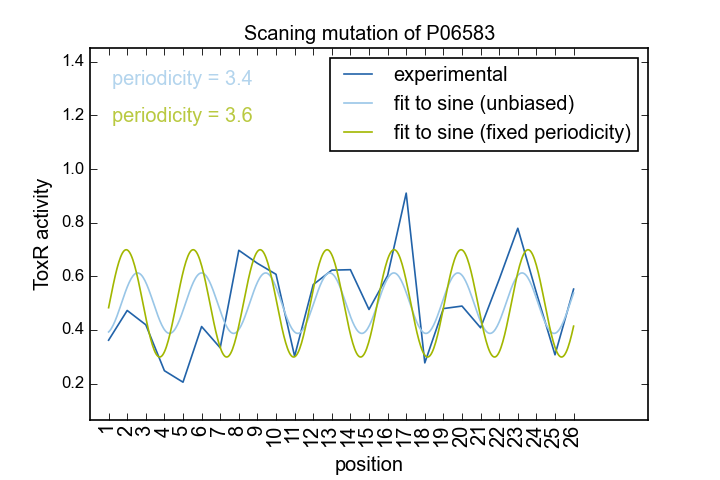 Scaning mutation of P06583
periodicity = 3.4
periodicity = 3.6
experimental
fit to sine (unbiased)
fit to sine (fixed periodicity)
ToxR activity
1.4
1.2
1.0
0.8
0.6
0.4
0.2
1 2 3 4 5 6 7 8 9 10 11 12 13 14 15 16 17 18 19 20 21 22 23 24 25 26
position